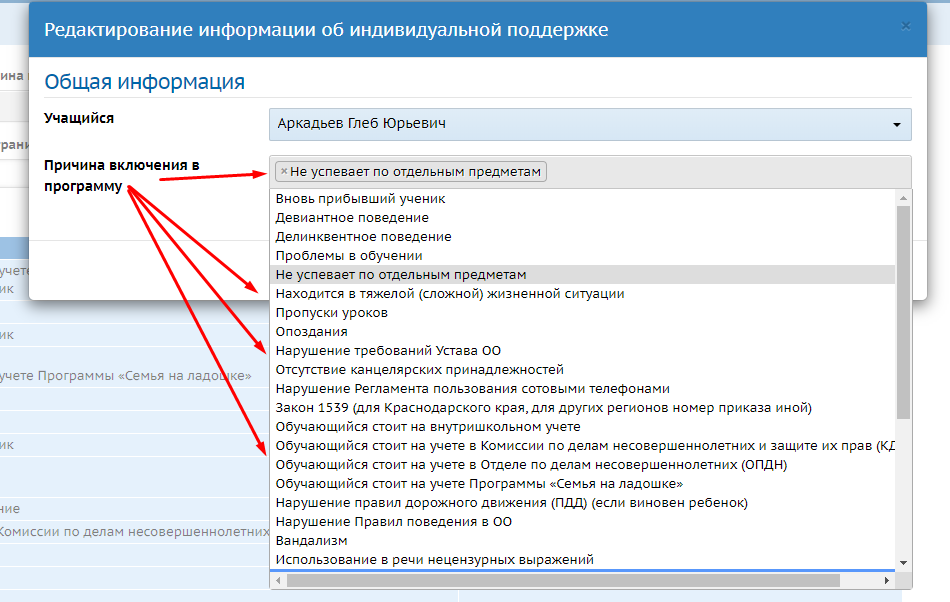 Редактирование информации об индивидуальной поддержке
×
Общая информация
Учащийся
Аркадьев Глеб Юрьевич
Причина включения в
программу
× Не успевает по отдельным предметам
Вновь прибывший ученик
Девиантное поведение
Делинквентное поведение
Проблемы в обучении
Не успевает по отдельным предметам
Находится в тяжелой (сложной) жизненной ситуации
Пропуски уроков
Опоздания
Нарушение требований Устава ОО
Отсутствие канцелярских принадлежностей
Нарушение Регламента пользования сотовыми телефонами
Закон 1539 (для Краснодарского края, для других регионов номер приказа иной)
Обучающийся стоит на внутришкольном учете
Обучающийся стоит на учете в Комиссии по делам несовершеннолетних и защите их прав (КД
Обучающийся стоит на учете в Отделе по делам несовершеннолетних (ОПДН)
Обучающийся стоит на учете Программы «Семья на ладошке»
Нарушение правил дорожного движения (ПДД) (если виновен ребенок)
Нарушение Правил поведения в ОО
Вандализм
Использование в речи нецензурных выражений
ина
рани
учете
ик
ик
учете Программы «Семья на ладошке»
ик
ние
Комиссии по делам несовершеннолетних